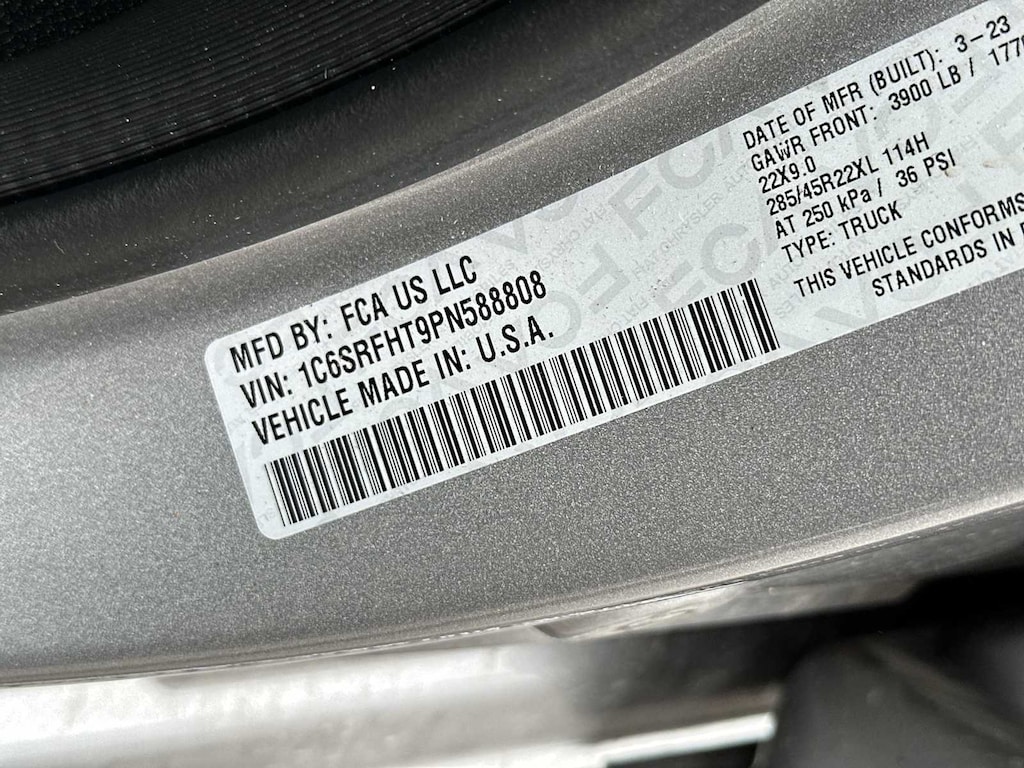 MFD BY: FCA US LLC
VIN: 1C6SRFHT9PN588808
VEHICLE MADE IN: U.S.A.
DATE OF MFR (BUILT): 3-23
GAWR FRONT: 3900 LB /
22X9.0
285/45R22XL 114H
AT 250 kPa / 36 PSI
TYPE: TRUCK
THIS VEHICLE CONFORMS
STANDARDS IN